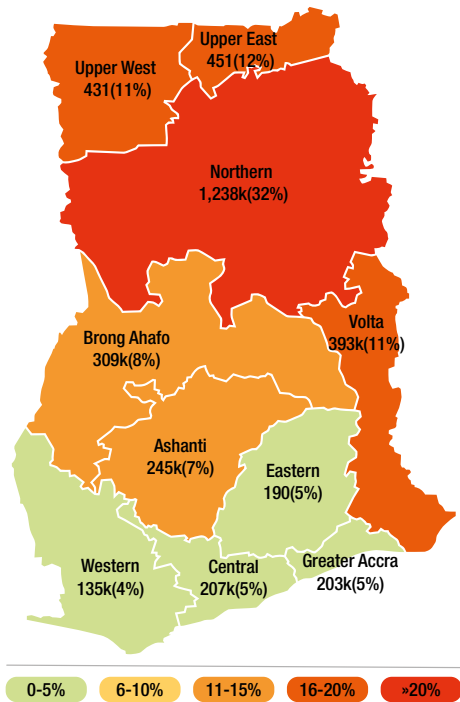 Upper East
451(12%)
Upper West
431(11%)
Northern
1,238k(32%)
Volta
393k(11%)
Brong Ahafo
309k(8%)
Ashanti
245k(7%)
Eastern
190(5%)
Western
135k(4%)
Central
207k(5%)
Greater Accra
203k(5%)
0-5%
6-10%
11-15%
16-20%
»20%